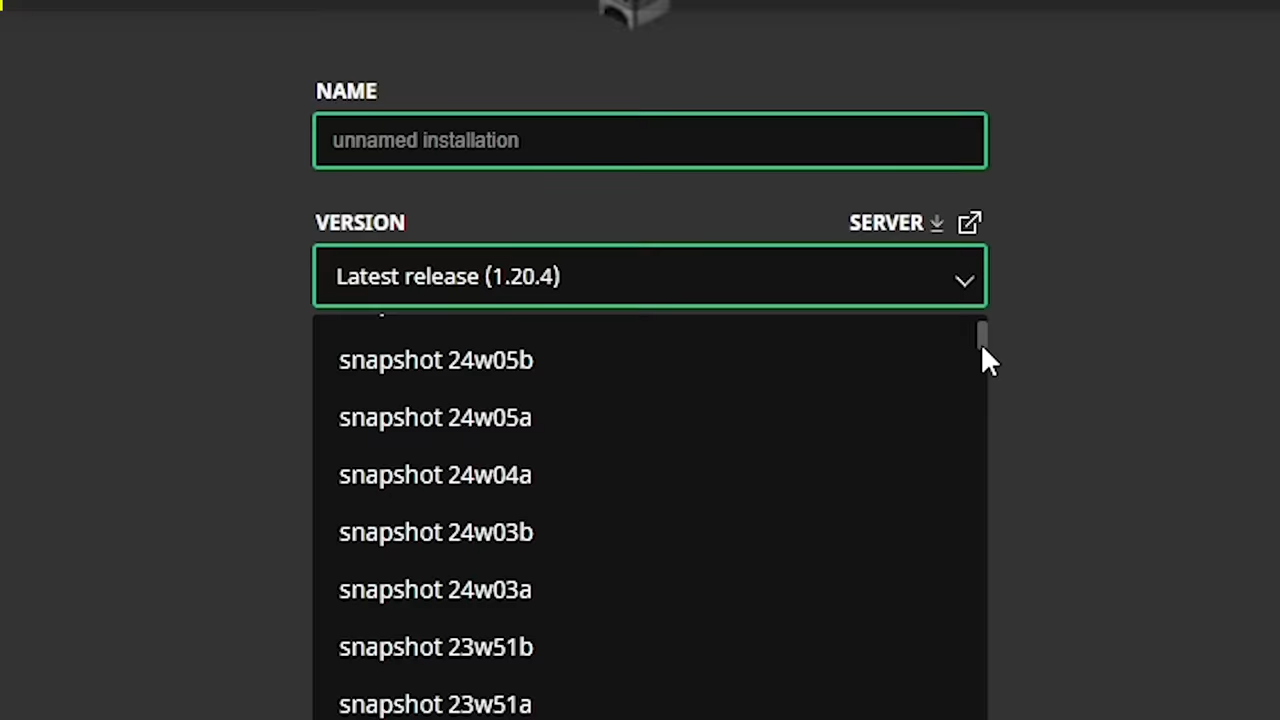 NAME
unnamed installation
VERSION
SERVER
Latest release (1.20.4)
snapshot 24w05b
snapshot 24w05a
snapshot 24w04a
snapshot 24w03b
snapshot 24w03a
snapshot 23w51b
snapshot 23w51a